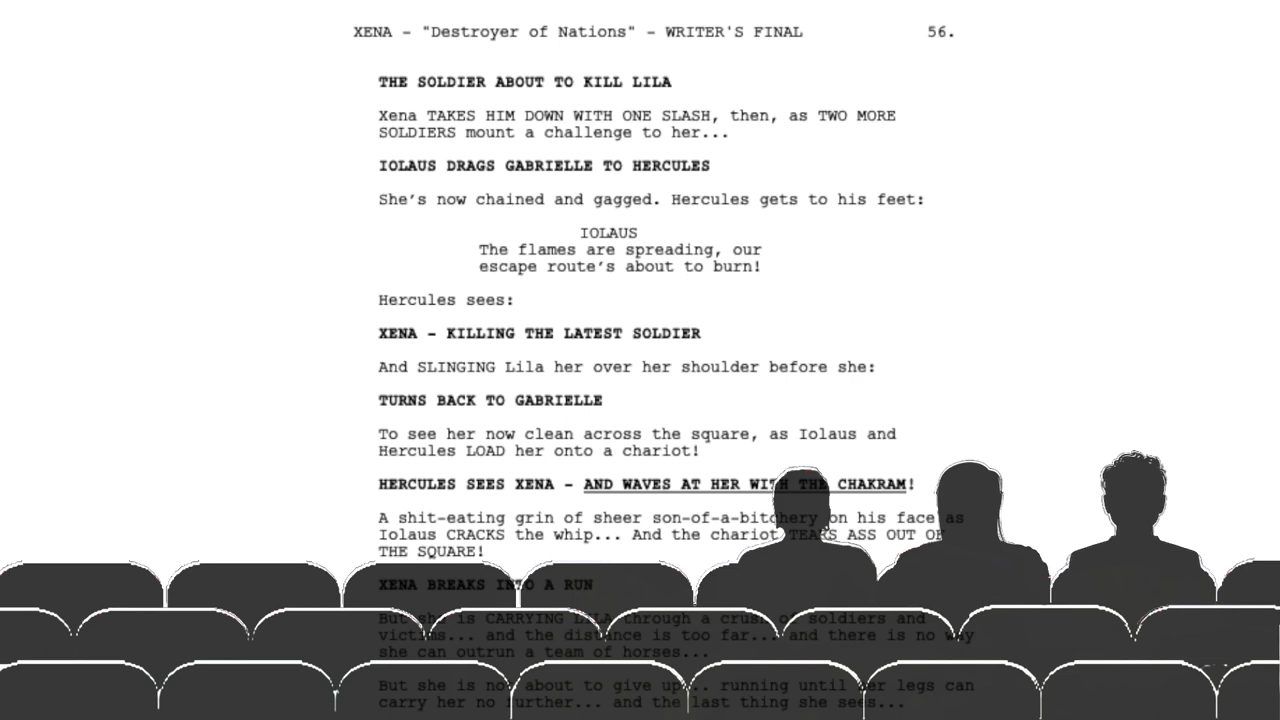 XENA - "Destroyer of Nations" - WRITER'S FINAL 56.
THE SOLDIER ABOUT TO KILL LILA
Xena TAKES HIM DOWN WITH ONE SLASH, then, as TWO MORE
SOLDIERS mount a challenge to her...
IOLAUS DRAGS GABRIELLE TO HERCULES
She's now chained and gagged. Hercules gets to his feet:
IOLAUS
The flames are spreading, our
escape route's about to burn!
Hercules sees:
XENA - KILLING THE LATEST SOLDIER
And SLINGING Lila her over her shoulder before she:
TURNS BACK TO GABRIELLE
To see her now clean across the square, as Iolaus and
Hercules LOAD her onto a chariot!
HERCULES SEES XENA - AND WAVES AT HER WITH THE CHAKRAM!
A shit-eating grin of sheer son-of-a-bitchery on his face as
Iolaus CRACKS the whip... And the chariot TEARS ASS OUT OF
THE SQUARE!
XENA BREAKS INTO A RUN
But she is CARRYING LILA through a crush of soldiers and
victims... and the distance is too far... and there is no way
she can outrun a team of horses...
But she is not about to give up... running until her legs can
carry her no further... and the last thing she sees...